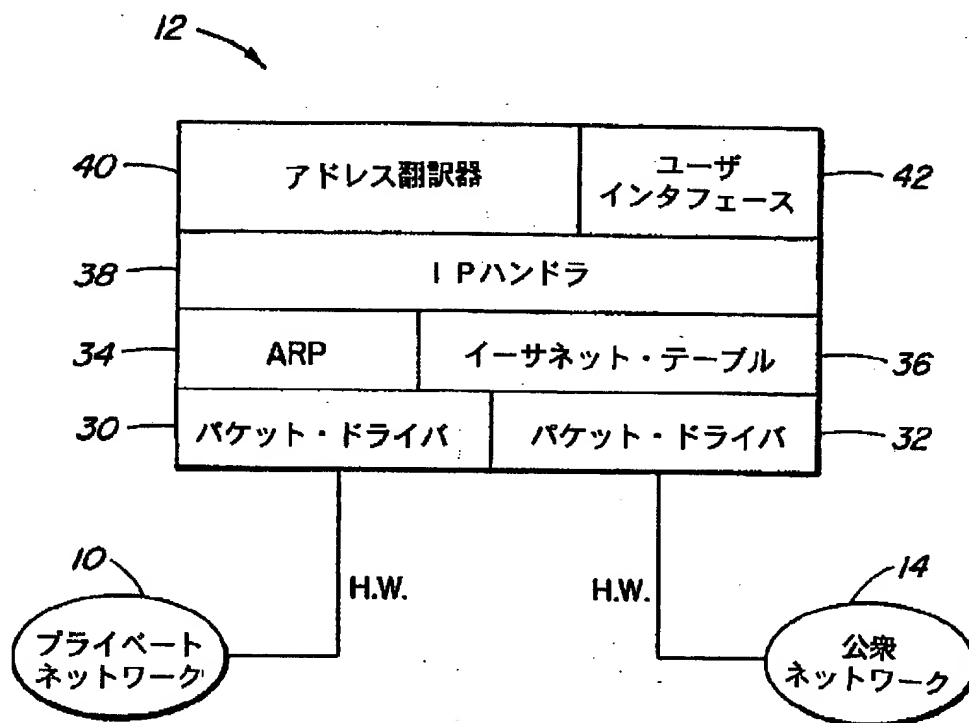 12
40
アドレス翻訳器
ユーザ
インタフェース
42
38
IPハンドラ
34
ARP
イーサネット・テーブル
36
30
パケット・ドライバ
パケット・ドライバ
32
10
H.W.
H.W.
14
プライベート
ネットワーク
公衆
ネットワーク